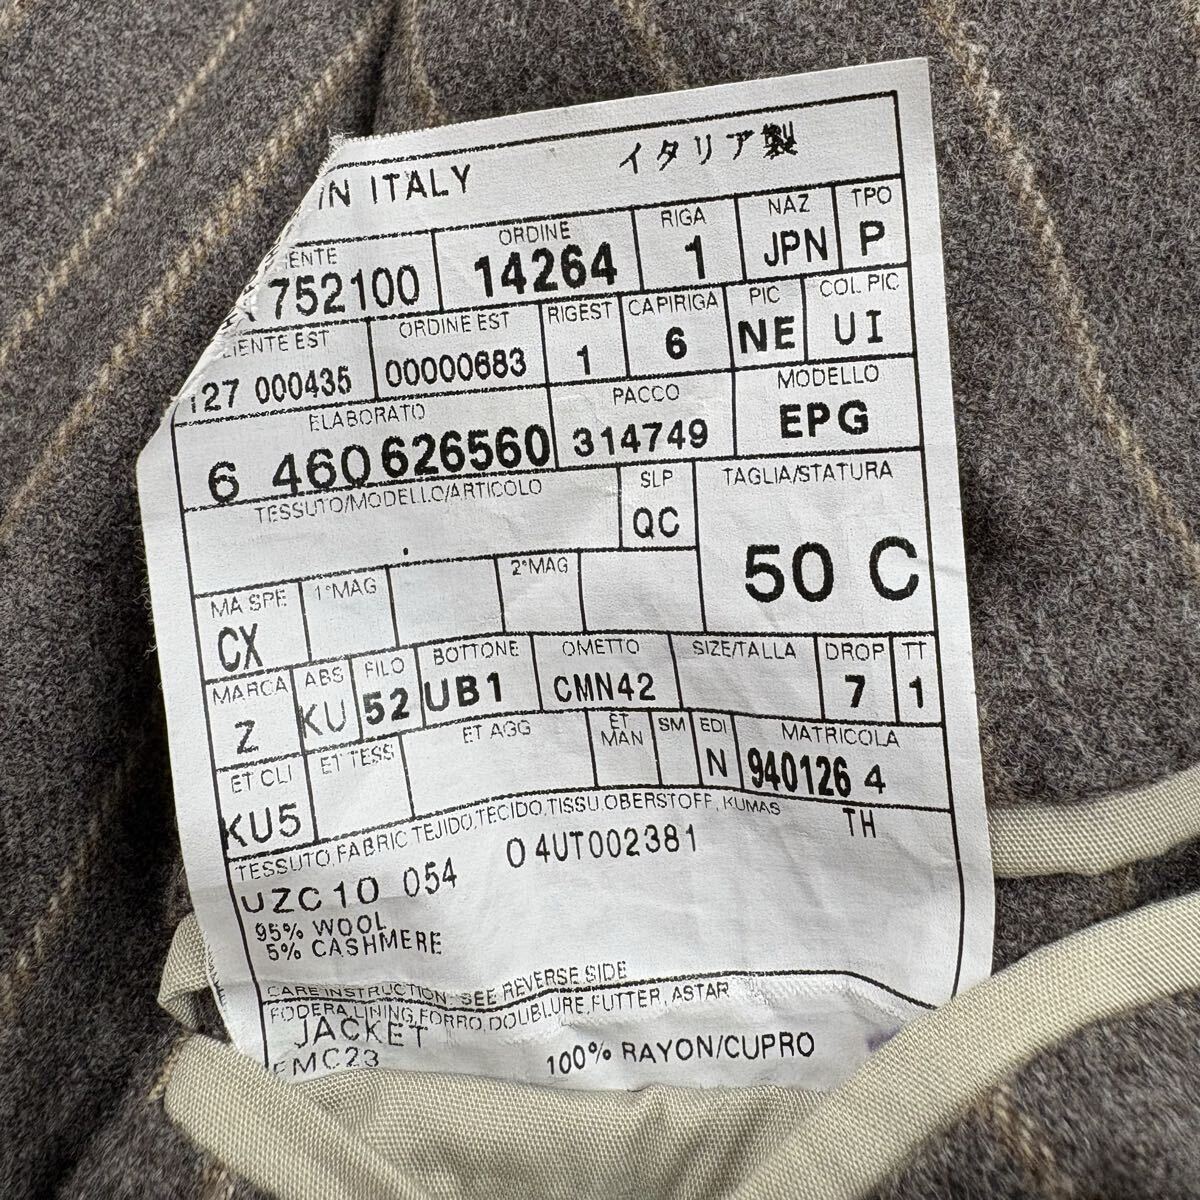 IN ITALY イタリア製
IENTE ORDINE RIGA NAZ TPO
752100 14264 1 JPN P
IENTE EST ORDINE EST RIGEST CAPIRIGA PIC COL. PIC
127 000435 00000683 1 6 NE UI
ELABORATO PACCO MODELLO
6 460 626560 314749 EPG
TESSUTO/MODELLO/ARTICOLO SLP TAGLIA/STATURA
QC 50 C
MA SPE 1°MAG 2°MAG
CX
MARCA ABS FILO BOTTONE OMETTO SIZE/TALLA DROP TT
Z KU 52 UB1 CMN42 7 1
ET CLI ET TESS ET AGG ET MAN SM EDI MATRICOLA
KU5 N 940126 4
TESSUTO, FABRIC, TEJIDO, TECIDO, TISSU, OBERSTOFF, KUMAS TH
UZC10 054 04UT002381
95% WOOL
5% CASHMERE
CARE INSTRUCTION: SEE REVERSE SIDE
FODERA, LINING, FORRO, DOUBLURE, FUTTER, ASTAR
JACKET
MC23 100% RAYON/CUPRO